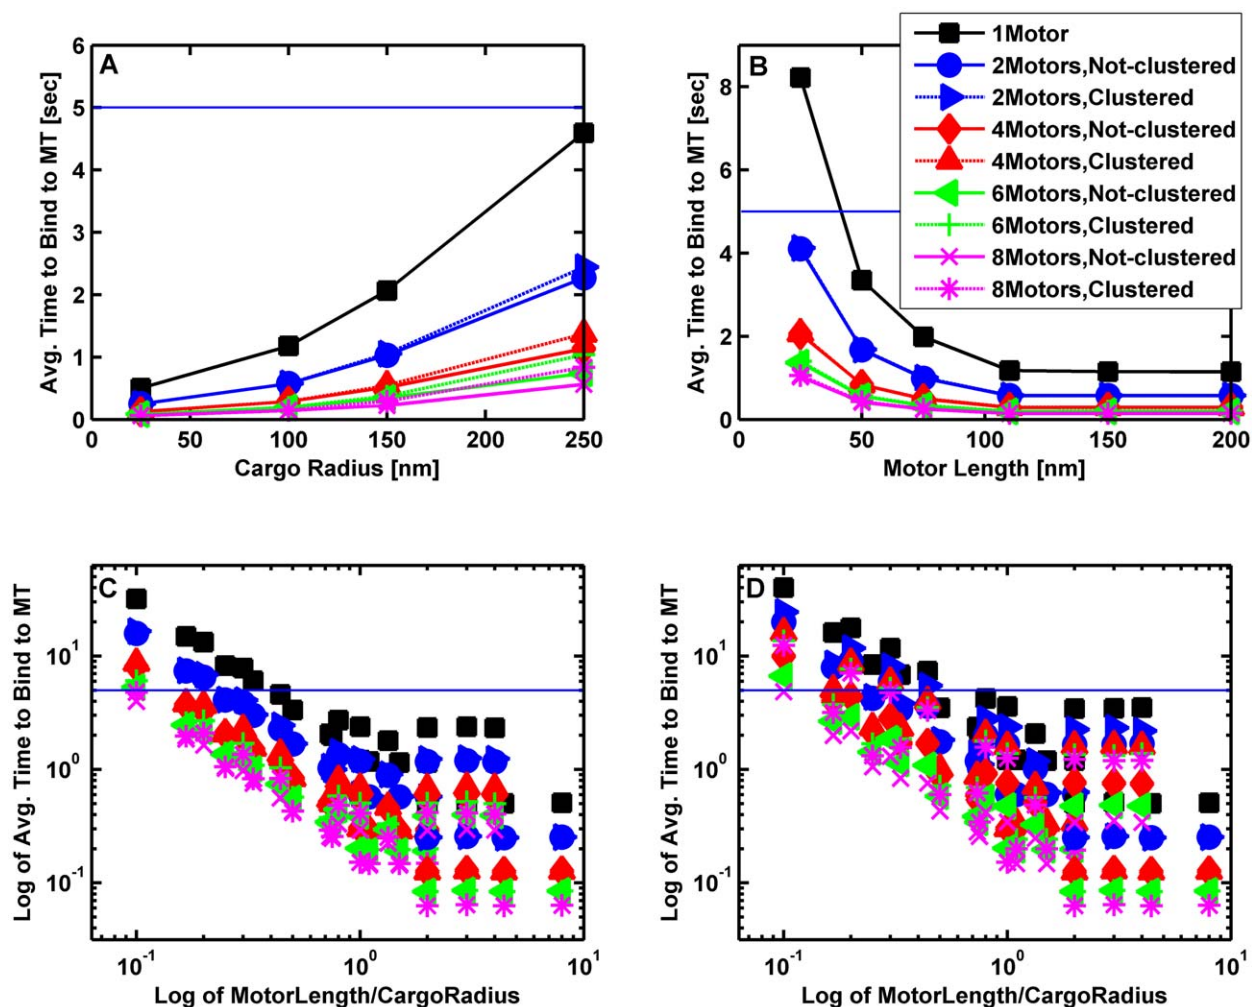 A
Avg. Time to Bind to MT [sec]
6
5
4
3
2
1
0
0 50 100 150 200 250
Cargo Radius [nm]
B
Avg. Time to Bind to MT [sec]
8
6
4
2
0
0 50 100 150 200
Motor Length [nm]
1Motor
2Motors,Not-clustered
2Motors,Clustered
4Motors,Not-clustered
4Motors,Clustered
6Motors,Not-clustered
6Motors,Clustered
8Motors,Not-clustered
8Motors,Clustered
C
Log of Avg. Time to Bind to MT
10^1
10^0
10^-1
10^-1 10^0 10^1
Log of MotorLength/CargoRadius
D
Log of Avg. Time to Bind to MT
10^1
10^0
10^-1
10^-1 10^0 10^1
Log of MotorLength/CargoRadius